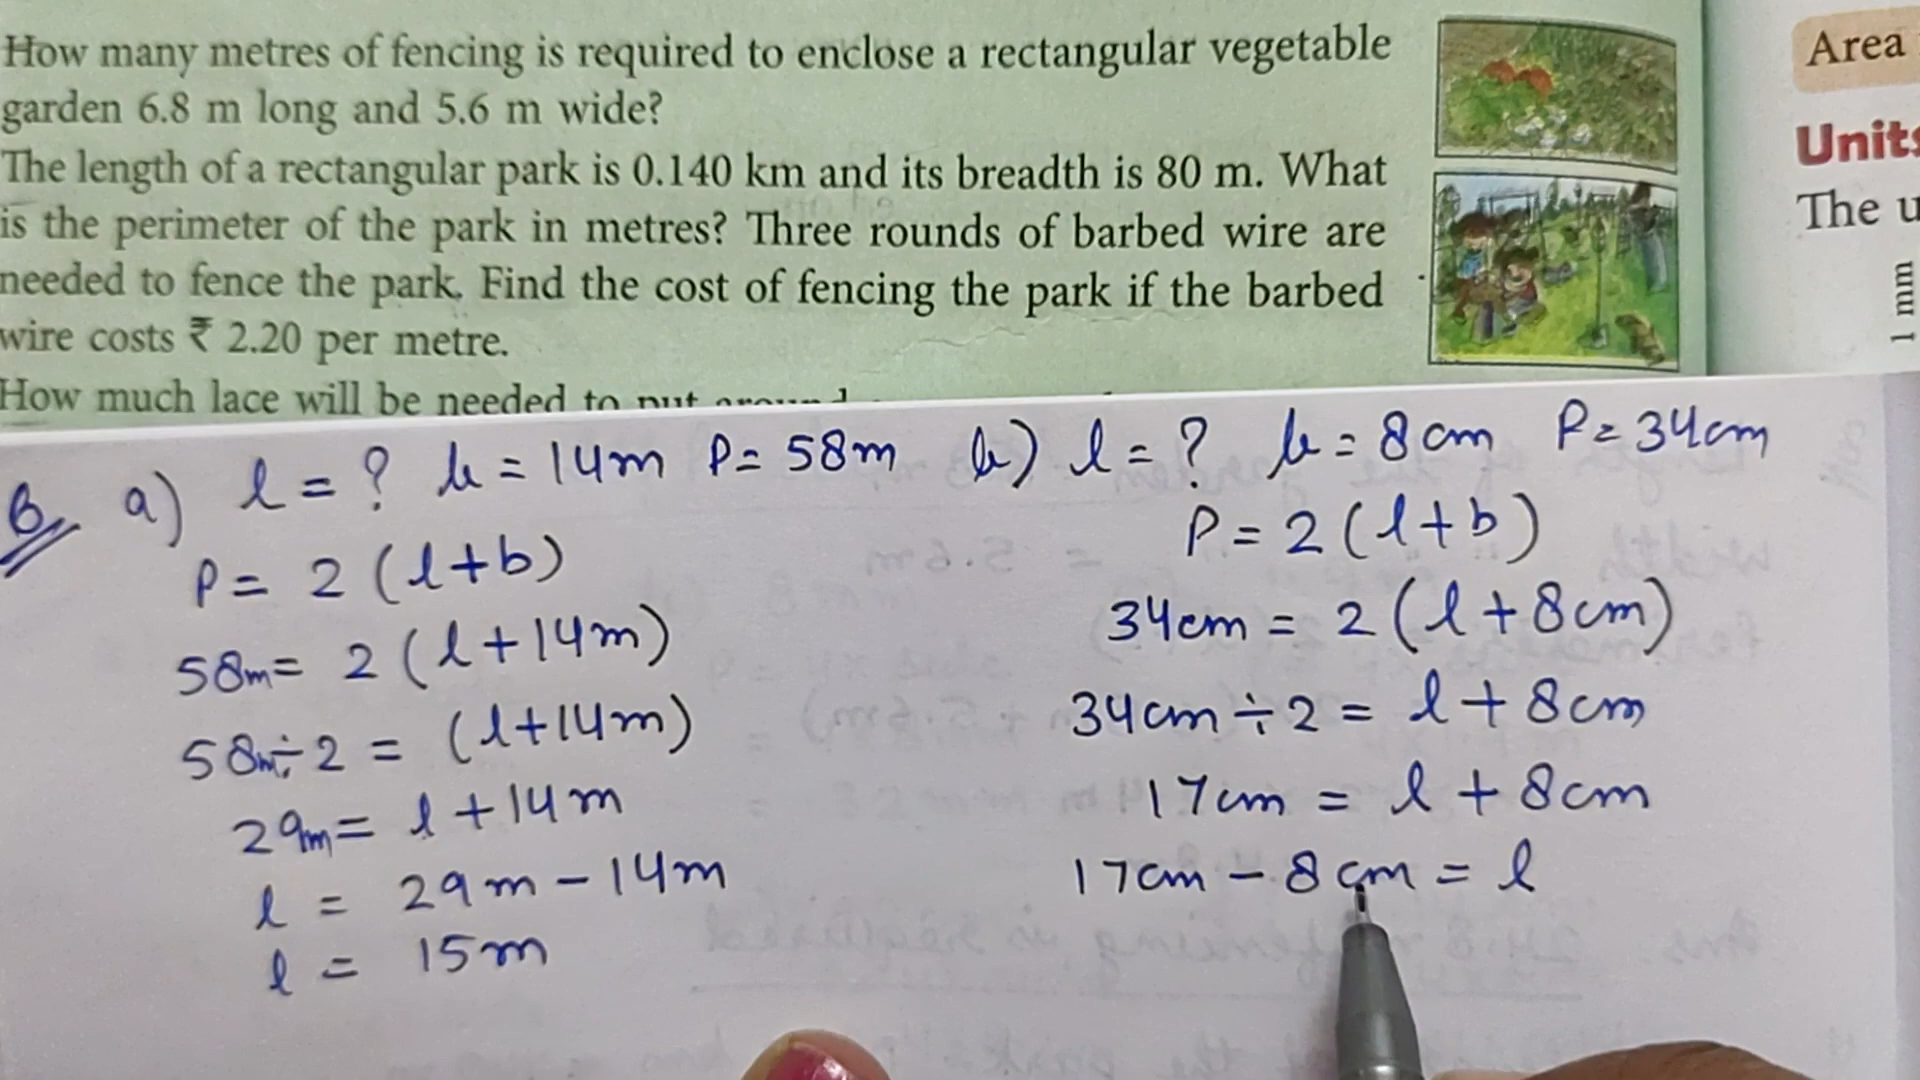 How many metres of fencing is required to enclose a rectangular vegetable
garden 6.8 m long and 5.6 m wide?
The length of a rectangular park is 0.140 km and its breadth is 80 m. What
is the perimeter of the park in metres? Three rounds of barbed wire are
needed to fence the park. Find the cost of fencing the park if the barbed
wire costs ₹ 2.20 per metre.
How much lace will be needed to put around
Area
Units
The u
1 mm
B, a) l = ? b = 14m P = 58m
P = 2 (l+b)
58m = 2 (l+14m)
58m÷2 = (l+14m)
29m = l+14m
l = 29m - 14m
l = 15m
b) l = ? b = 8cm P = 34cm
P = 2 (l+b)
34cm = 2 (l+8cm)
34cm÷2 = l+8cm
17cm = l + 8cm
17cm - 8cm = l